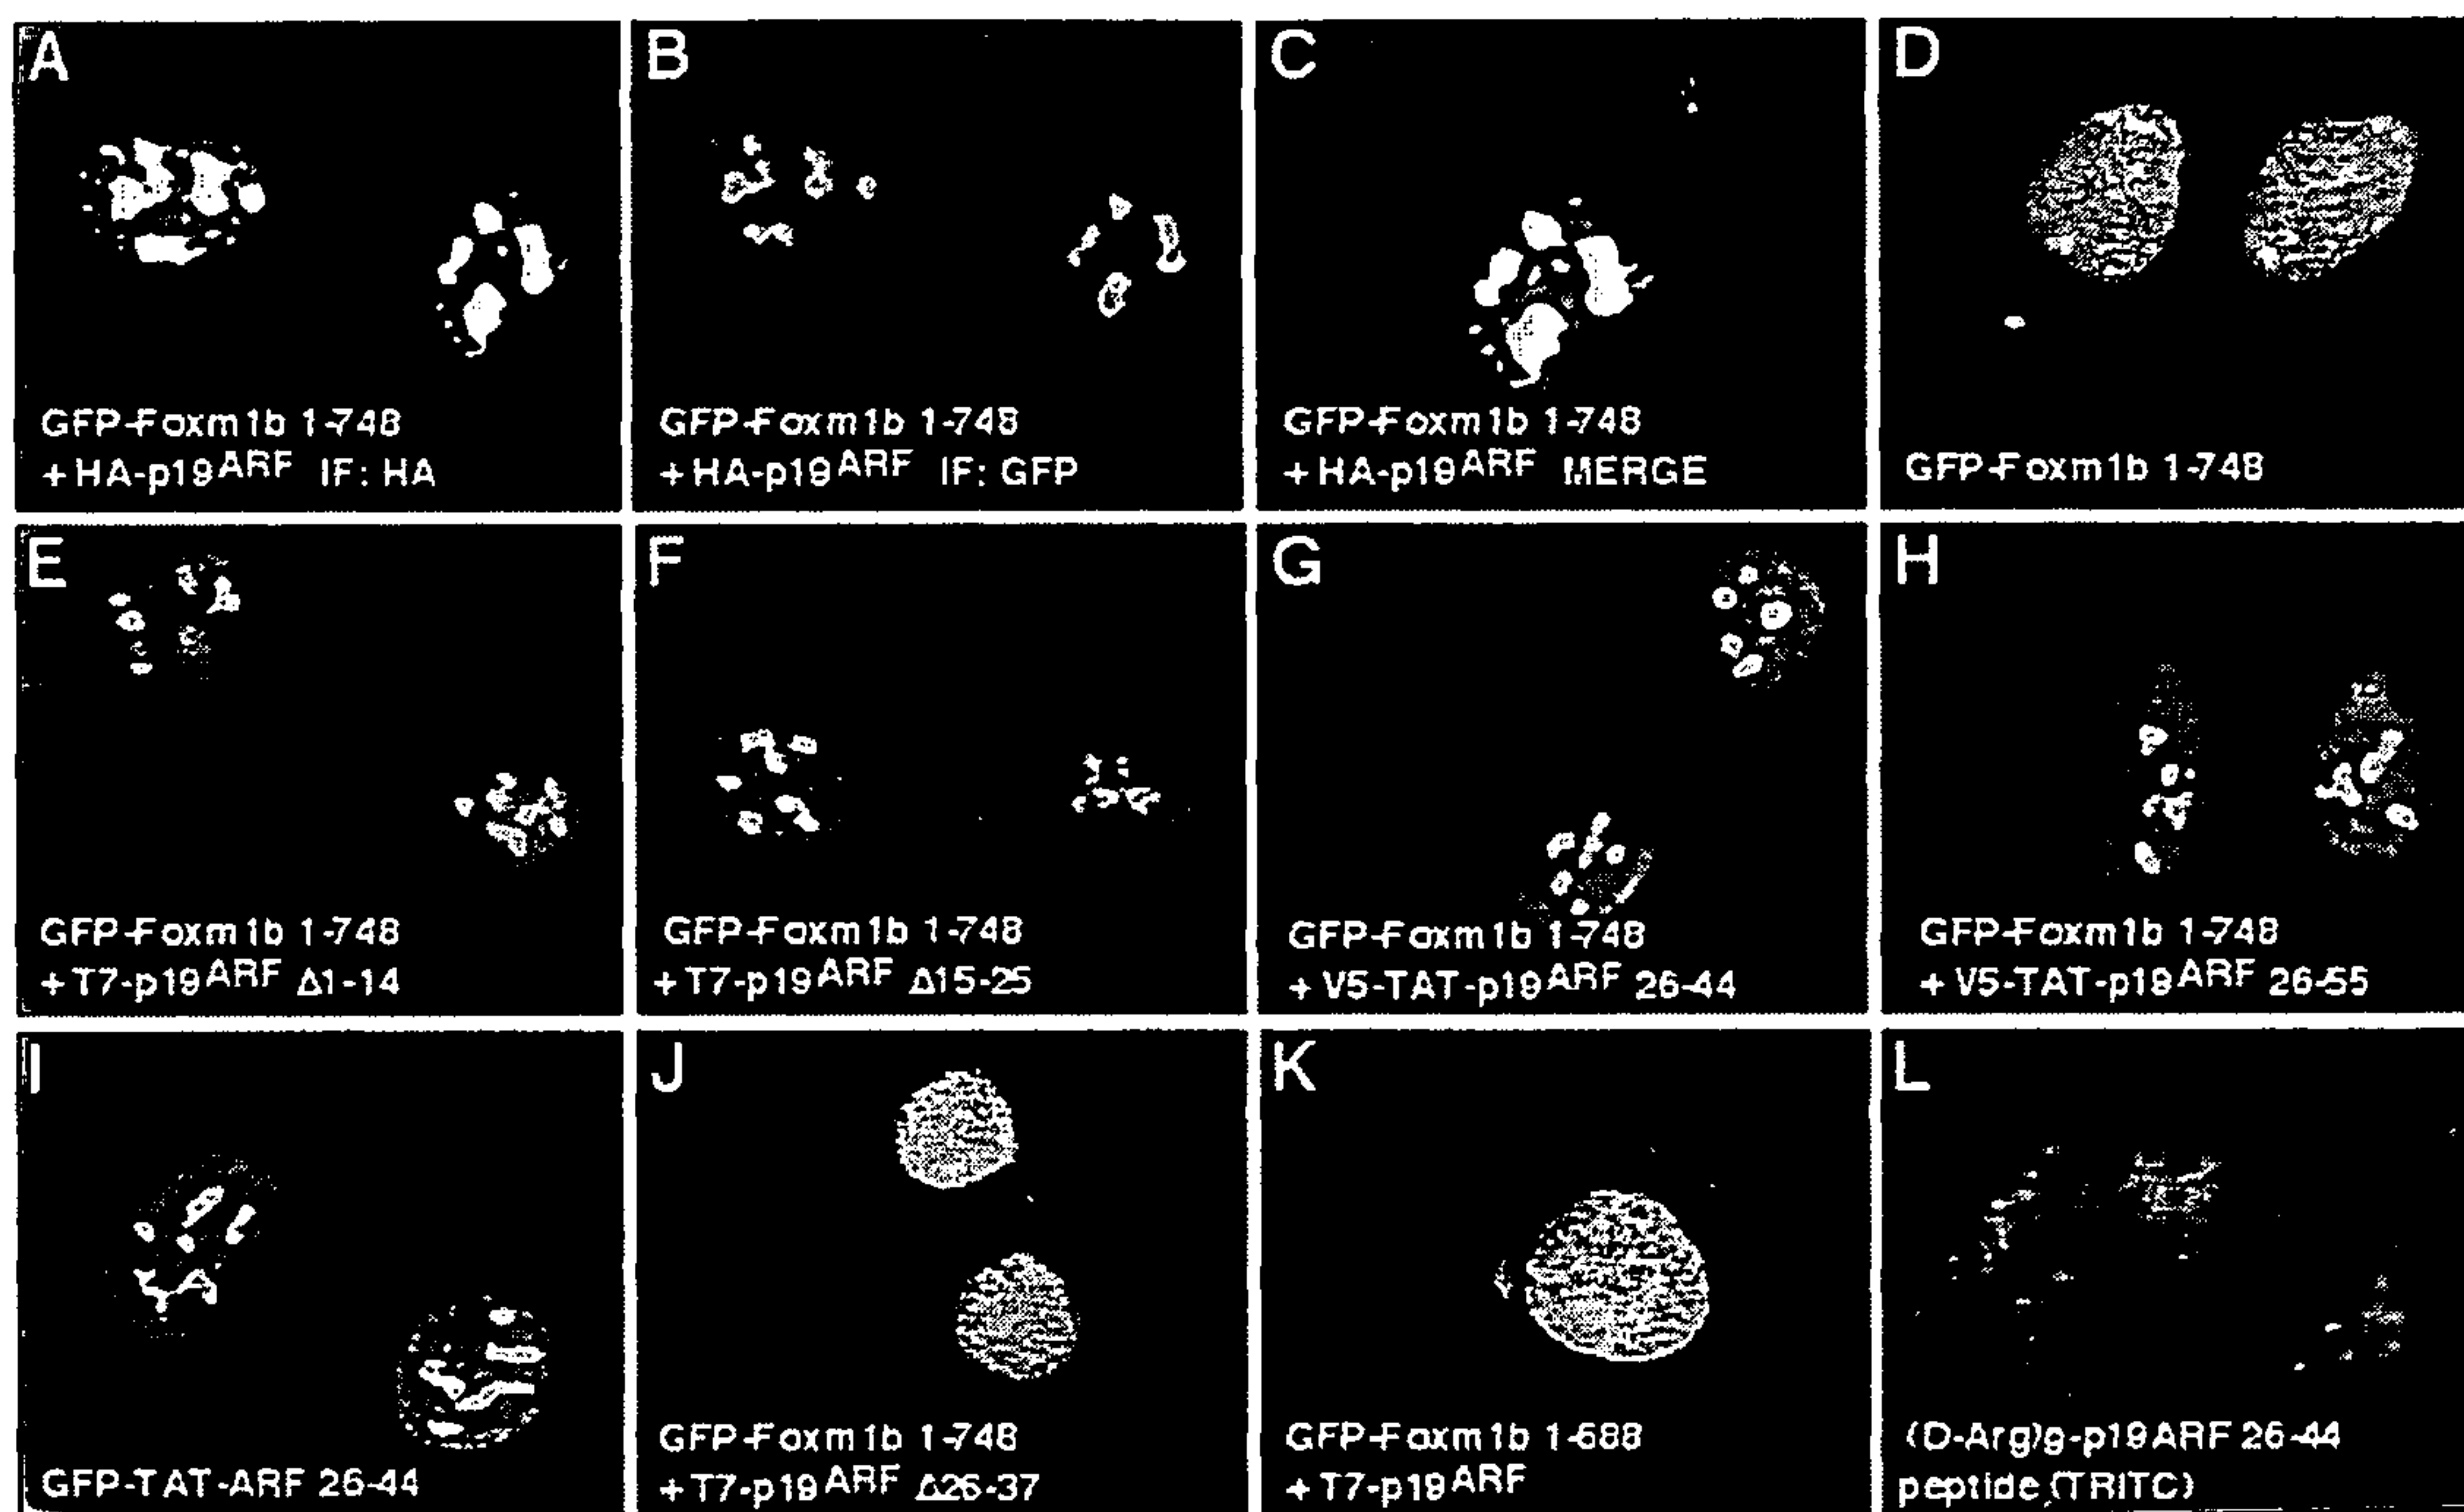 A
GFP-Foxm1b 1-748
+HA-p19ARF IF: HA
B
GFP-Foxm1b 1-748
+HA-p19ARF IF: GFP
C
GFP-Foxm1b 1-748
+HA-p19ARF MERGE
D
GFP-Foxm1b 1-748
E
GFP-Foxm1b 1-748
+T7-p19ARF Δ1-14
F
GFP-Foxm1b 1-748
+T7-p19ARF Δ15-25
G
GFP-Foxm1b 1-748
+V5-TAT-p19ARF 26-44
H
GFP-Foxm1b 1-748
+V5-TAT-p19ARF 26-55
I
GFP-TAT-ARF 26-44
J
GFP-Foxm1b 1-748
+T7-p19ARF Δ26-37
K
GFP-Foxm1b 1-688
+T7-p19ARF
L
(D-Arg)9-p19ARF 26-44
peptide (TRITC)